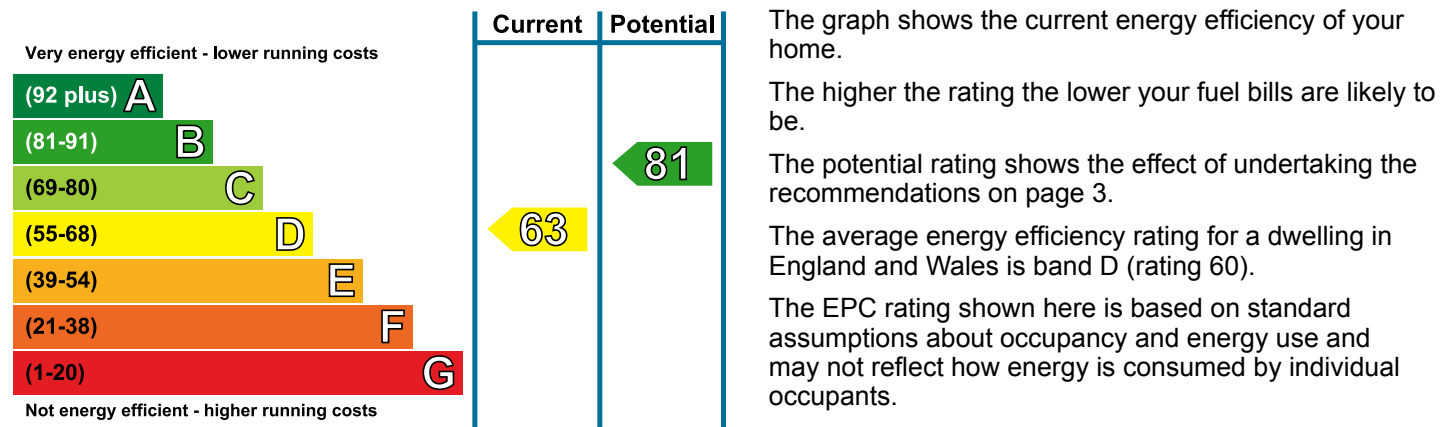 Current Potential
Very energy efficient - lower running costs
(92 plus) A
(81-91) B
(69-80) C
(55-68) D
(39-54) E
(21-38) F
(1-20) G
Not energy efficient - higher running costs
81
63
The graph shows the current energy efficiency of your
home.
The higher the rating the lower your fuel bills are likely to
be.
The potential rating shows the effect of undertaking the
recommendations on page 3.
The average energy efficiency rating for a dwelling in
England and Wales is band D (rating 60).
The EPC rating shown here is based on standard
assumptions about occupancy and energy use and
may not reflect how energy is consumed by individual
occupants.